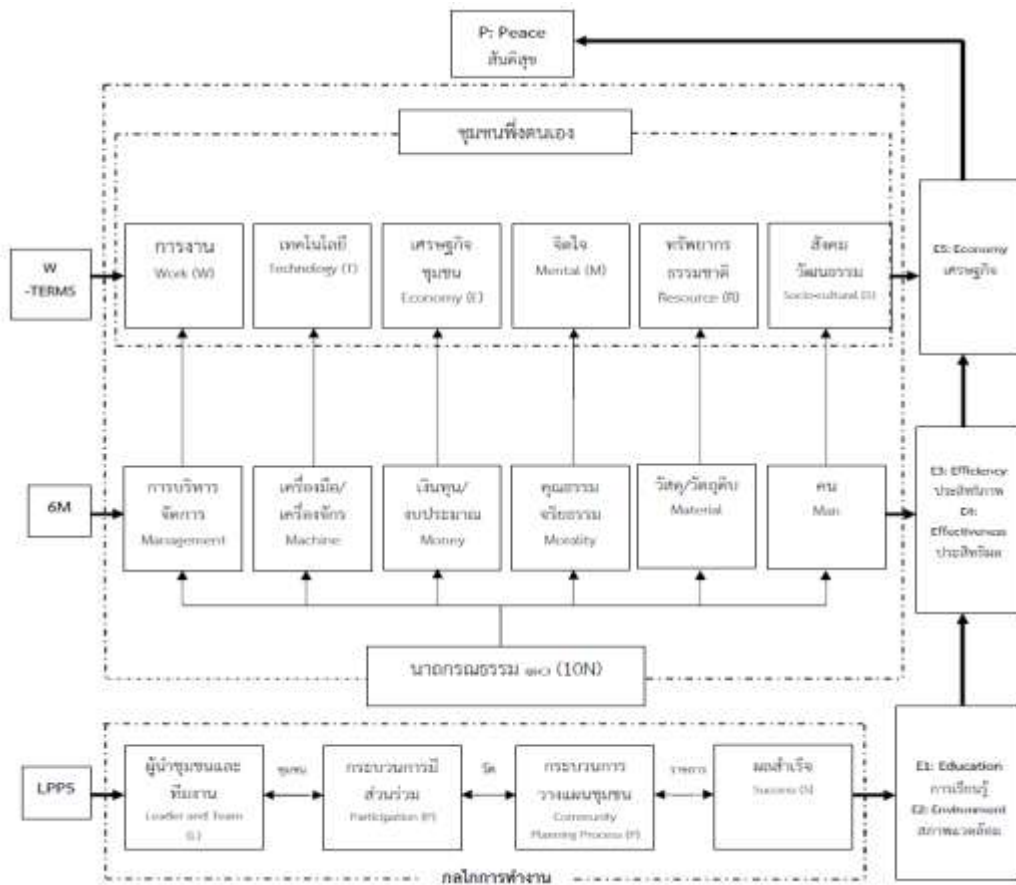 P: Peace
สันติสุข
ชุมชนพึ่งตนเอง
W
-TERMS
การงาน
Work (W)
เทคโนโลยี
Technology (T)
เศรษฐกิจ
ชุมชน
Economy (E)
จิตใจ
Mental (M)
ทรัพยากร
ธรรมชาติ
Resource (R)
สังคม
วัฒนธรรม
Socio-cultural (S)
E5: Economy
เศรษฐกิจ
6M
การบริหาร
จัดการ
Management
เครื่องมือ/
เครื่องจักร
Machine
เงินทุน/
งบประมาณ
Monny
คุณธรรม
จริยธรรม
Morality
วัสดุ/วัตถุดิบ
Material
คน
Man
E3: Efficiency
ประสิทธิภาพ
E4:
Effectiveness
ประสิทธิผล
นาถกรณธรรม ๑๐ (10N)
LPPS
ผู้นำชุมชนและ
ทีมงาน
Leader and Team
(L)
ชุมชน
กระบวนการมี
ส่วนร่วม
Participation (P)
วัด
กระบวนการ
วางแผนชุมชน
Community
Planning Process (P)
ราชการ
ผลสำเร็จ
Success (S)
E1: Education
การเรียนรู้
E2: Environment
สภาพแวดล้อม
กลไกการทำงาน